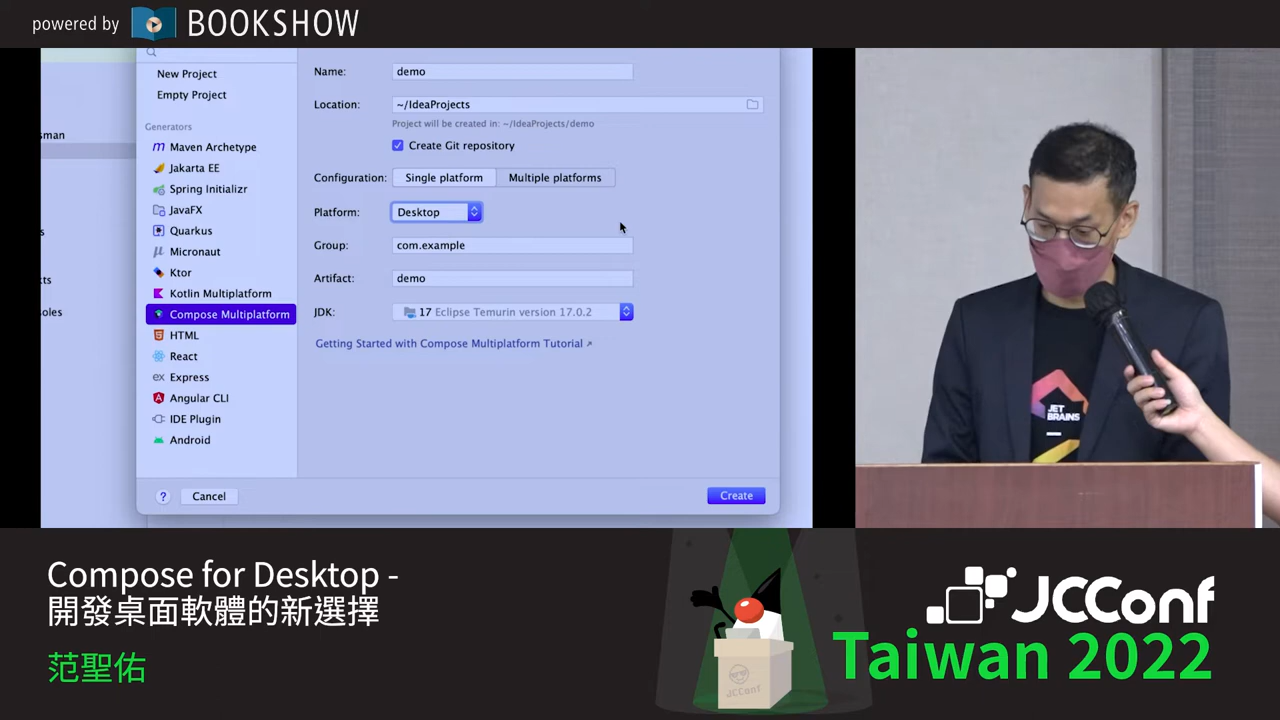 powered by BOOKSHOW
New Project
Empty Project
Generators
Maven Archetype
Jakarta EE
Spring Initializr
JavaFX
Quarkus
Micronaut
Ktor
Kotlin Multiplatform
Compose Multiplatform
HTML
React
Express
Angular CLI
IDE Plugin
Android
Name: demo
Location: ~/IdeaProjects
Project will be created in: ~/IdeaProjects/demo
Create Git repository
Configuration: Single platform Multiple platforms
Platform: Desktop
Group: com.example
Artifact: demo
JDK: 17 Eclipse Temurin version 17.0.2
Getting Started with Compose Multiplatform Tutorial ↗
? Cancel Create
JET
BRAINS
Compose for Desktop -
開發桌面軟體的新選擇
范聖佑
JCConf
JCConf
Taiwan 2022